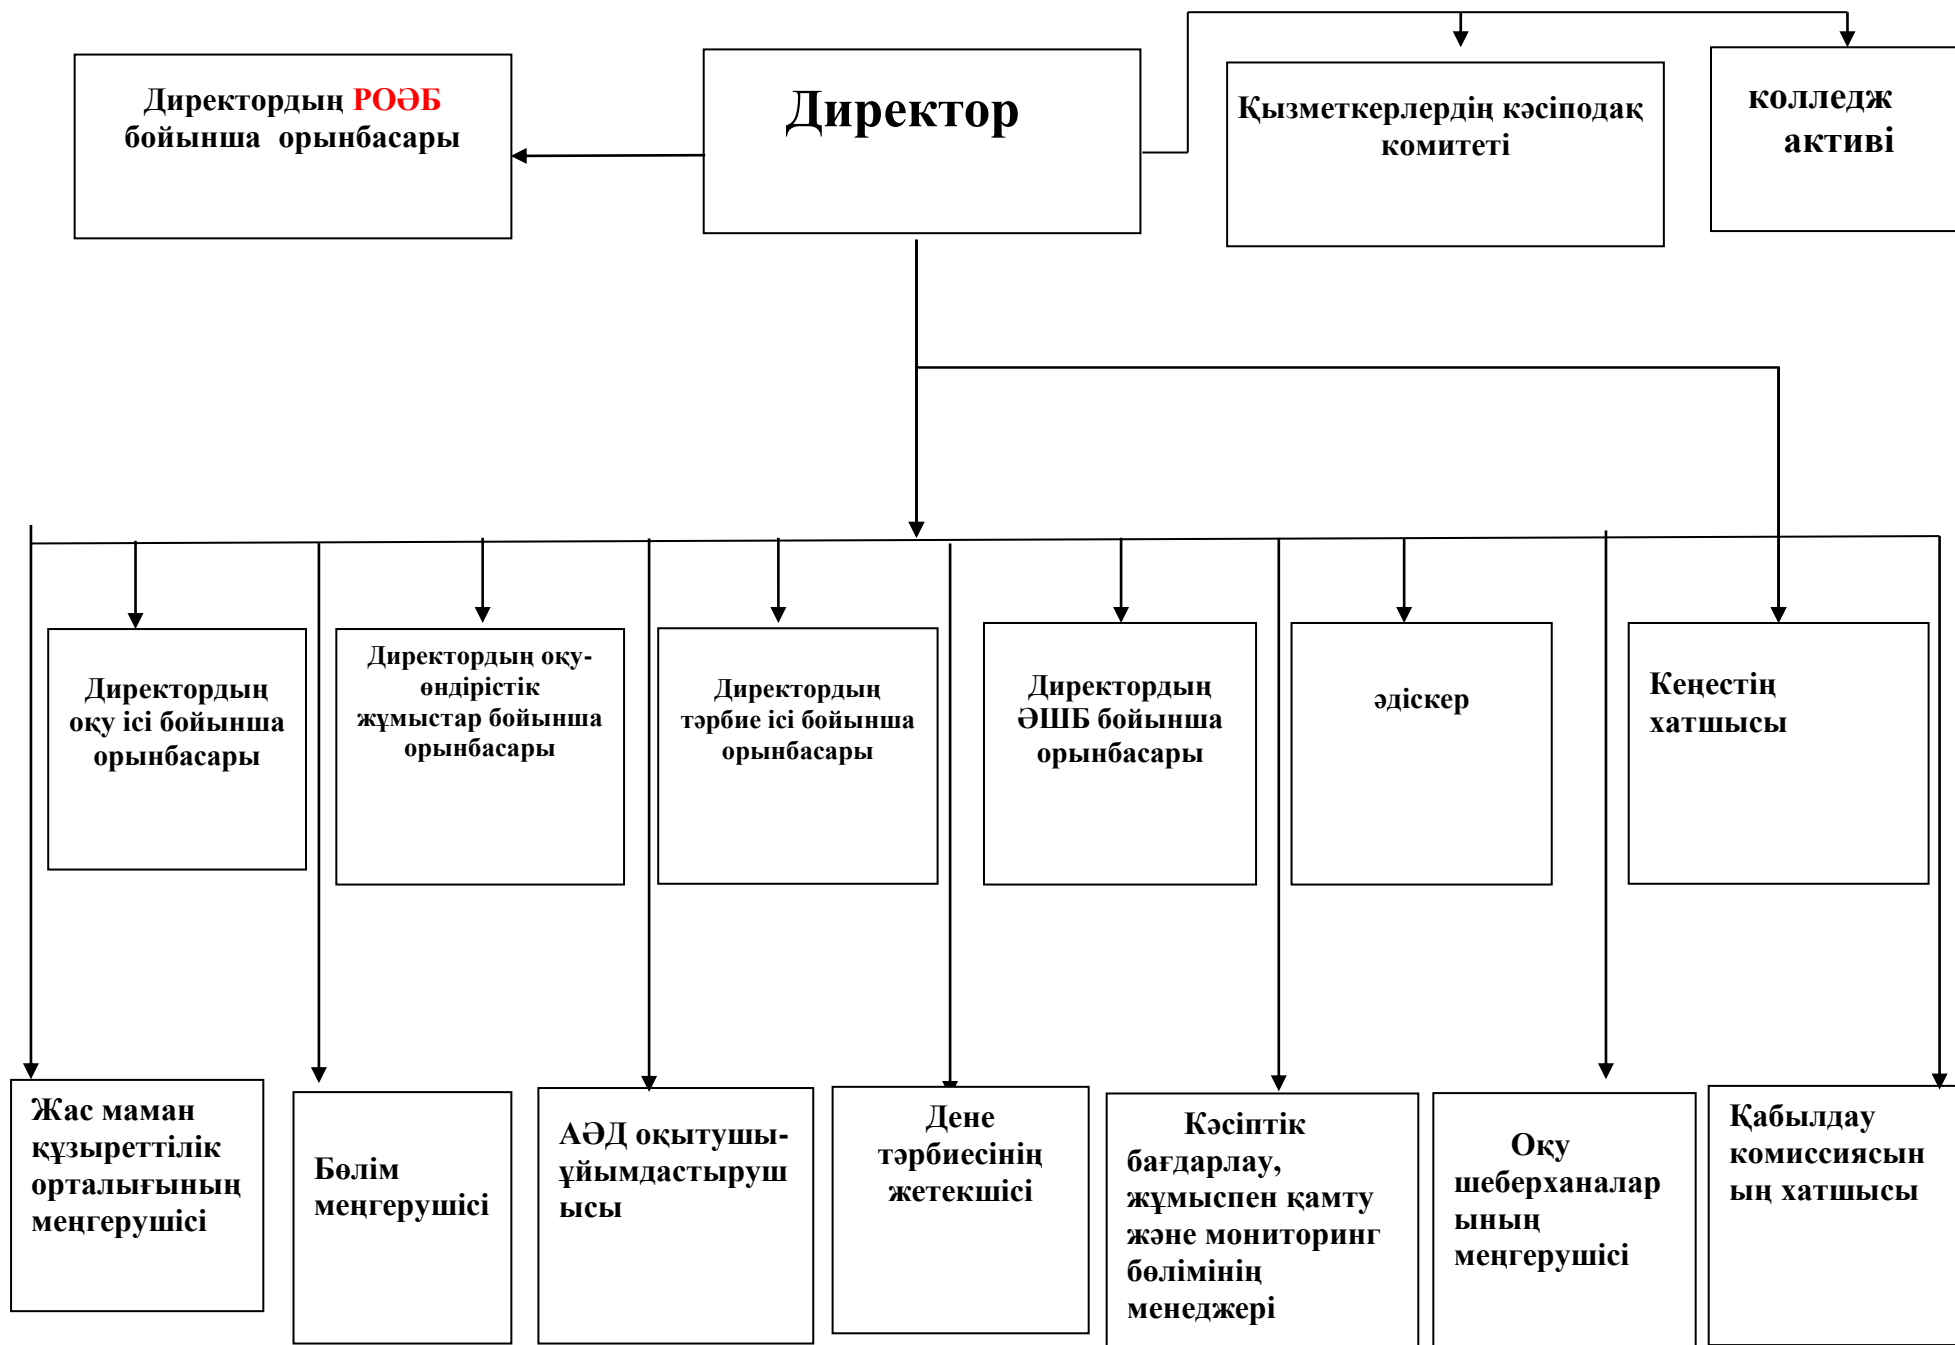 Директордың РОӘБ
бойынша орынбасары
Директор
Қызметкерлердің кәсіподақ
комитеті
колледж
активі
Директордың
оқу ісі бойынша
орынбасары
Директордың оқу-
өндірістік
жұмыстар бойынша
орынбасары
Директордың
тәрбие ісі бойынша
орынбасары
Директордың
ӘШБ бойынша
орынбасары
әдіскер
Кеңестің
хатшысы
Жас маман
құзыреттілік
орталығының
меңгерушісі
Бөлім
меңгерушісі
АӘД оқытушы-
ұйымдастыруш
ысы
Дене
тәрбиесінің
жетекшісі
Кәсіптік
бағдарлау,
жұмыспен қамту
және мониторинг
бөлімінің
менеджері
Оқу
шеберханалар
ының
меңгерушісі
Қабылдау
комиссиясын
ың хатшысы